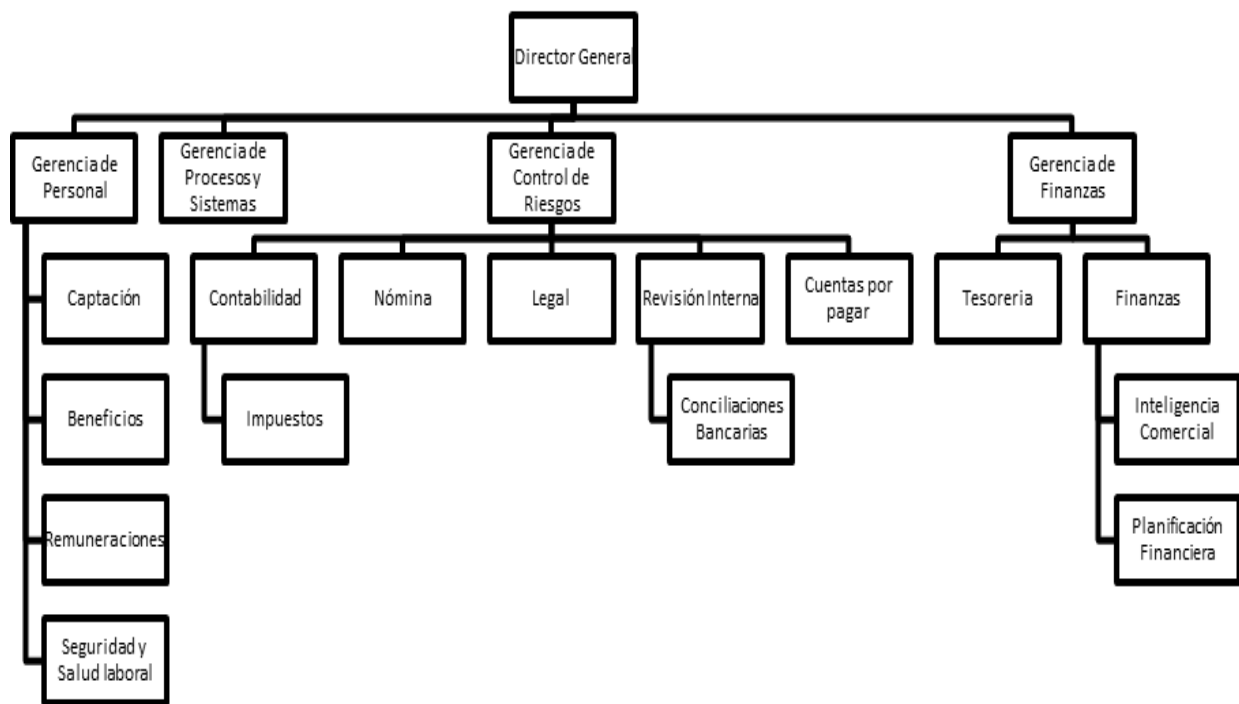 Director General
Gerencia de
Personal
Gerencia de
Procesos y
Sistemas
Gerencia de
Control de
Riesgos
Gerencia de
Finanzas
Captación
Contabilidad
Nómina
Legal
Revisión Interna
Cuentas por
pagar
Tesoreria
Finanzas
Beneficios
Impuestos
Conciliaciones
Bancarias
Inteligencia
Comercial
Remuneraciones
Planificación
Financiera
Seguridad y
Salud laboral